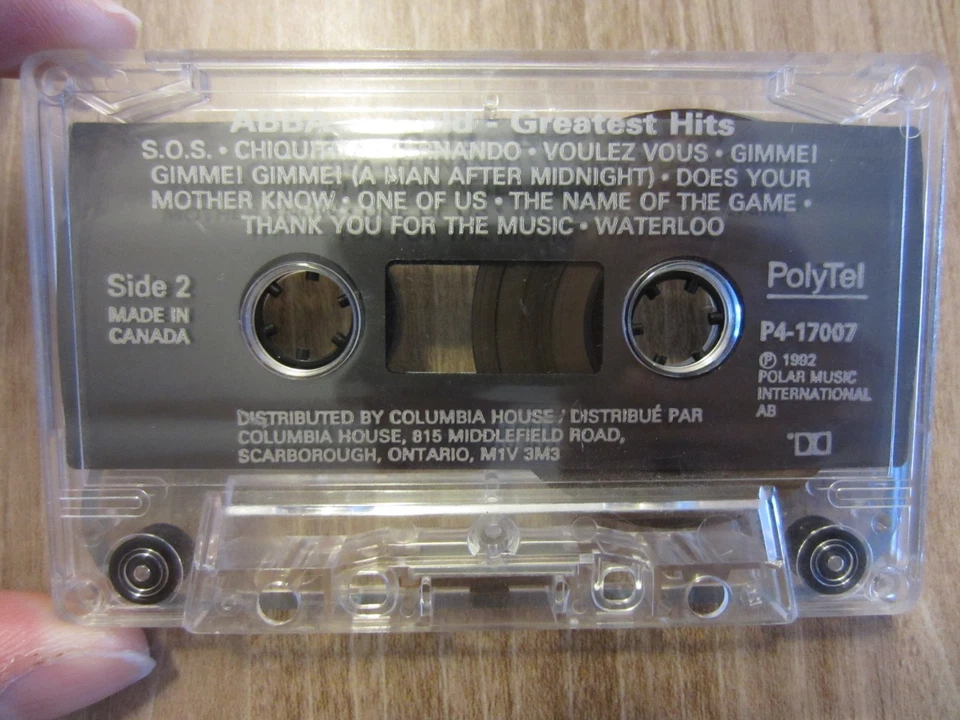 ABBA - Greatest Hits
S.O.S. • FERNANDO • VOULEZ VOUS • GIMME!
GIMME! GIMME! (A MAN AFTER MIDNIGHT) • DOES YOUR
MOTHER KNOW • ONE OF US • THE NAME OF THE GAME •
THANK YOU FOR THE MUSIC • WATERLOO
Side 2
MADE IN
CANADA
PolyTel
P4-17007
℗ 1992
POLAR MUSIC
INTERNATIONAL
AB
DISTRIBUTED BY COLUMBIA HOUSE / DISTRIBUÉ PAR
COLUMBIA HOUSE, 815 MIDDLEFIELD ROAD,
SCARBOROUGH, ONTARIO, M1V 3M3